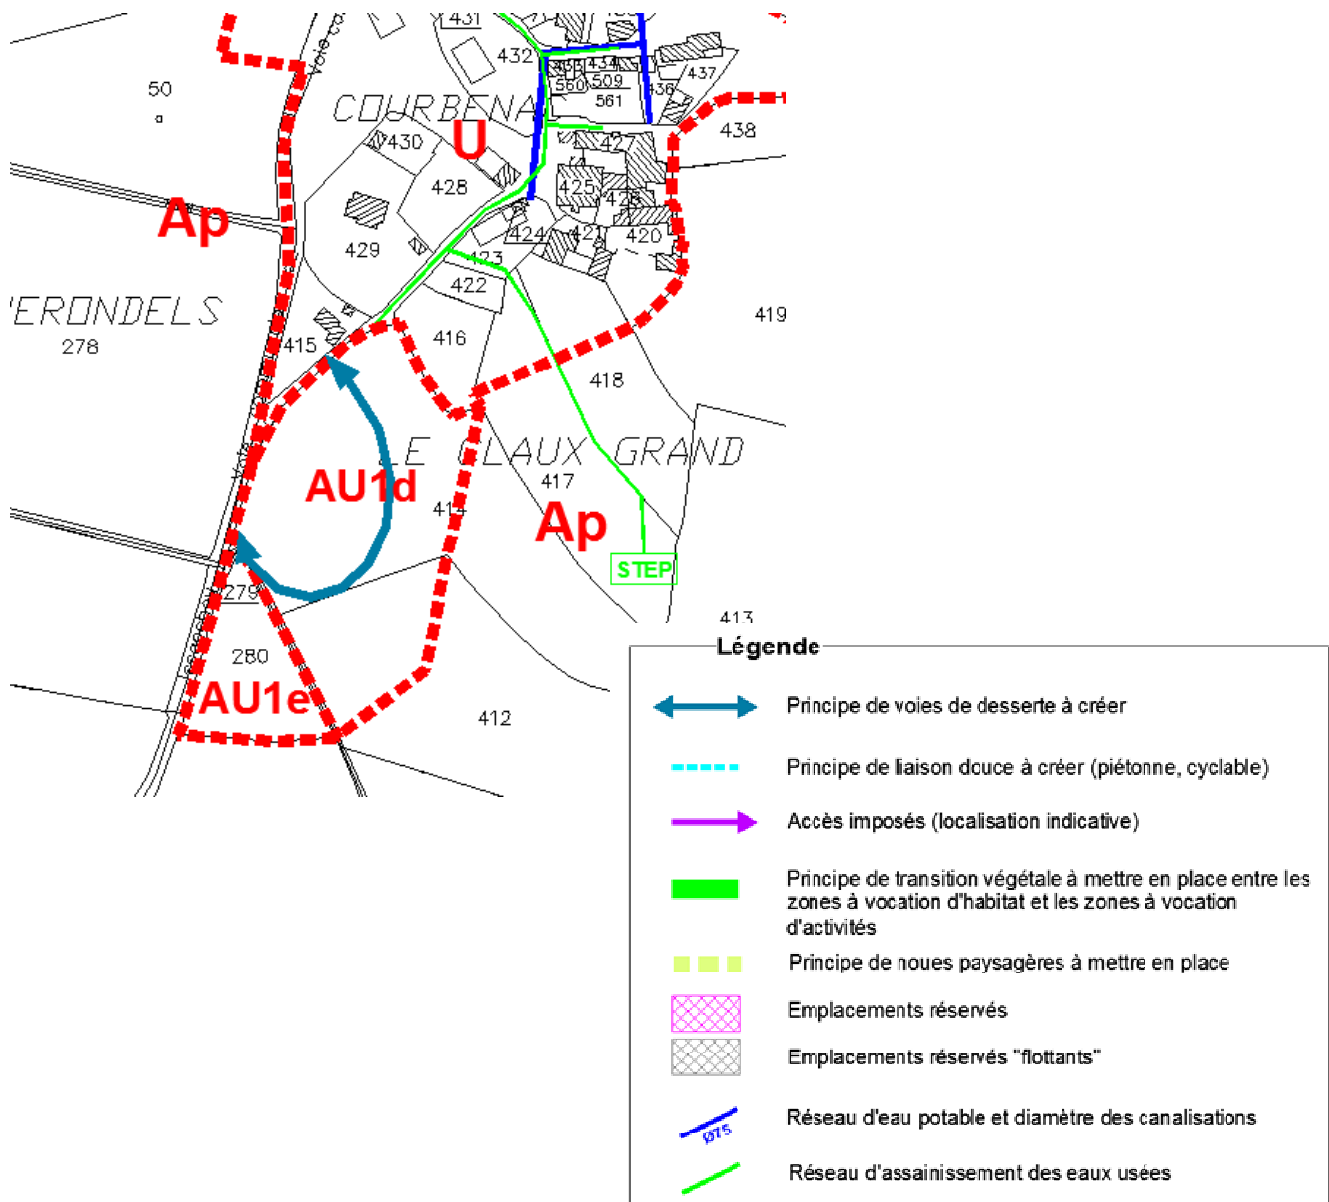 431
432
50
COURBENA
U
433
434
560
509
561
436
437
438
430
427
428
425
426
Ap
429
424
421
420
423
422
ERONDELS
278
415
416
419
418
LE CLAUX GRAND
AU1d
417
414
Ap
STEP
279
413
280
AU1e
412
Voie
Légende
Principe de voies de desserte à créer
Principe de liaison douce à créer (piétonne, cyclable)
Accès imposés (localisation indicative)
Principe de transition végétale à mettre en place entre les
zones à vocation d'habitat et les zones à vocation
d'activités
Principe de noues paysagères à mettre en place
Emplacements réservés
Emplacements réservés "flottants"
Réseau d'eau potable et diamètre des canalisations
Ø75
Réseau d'assainissement des eaux usées